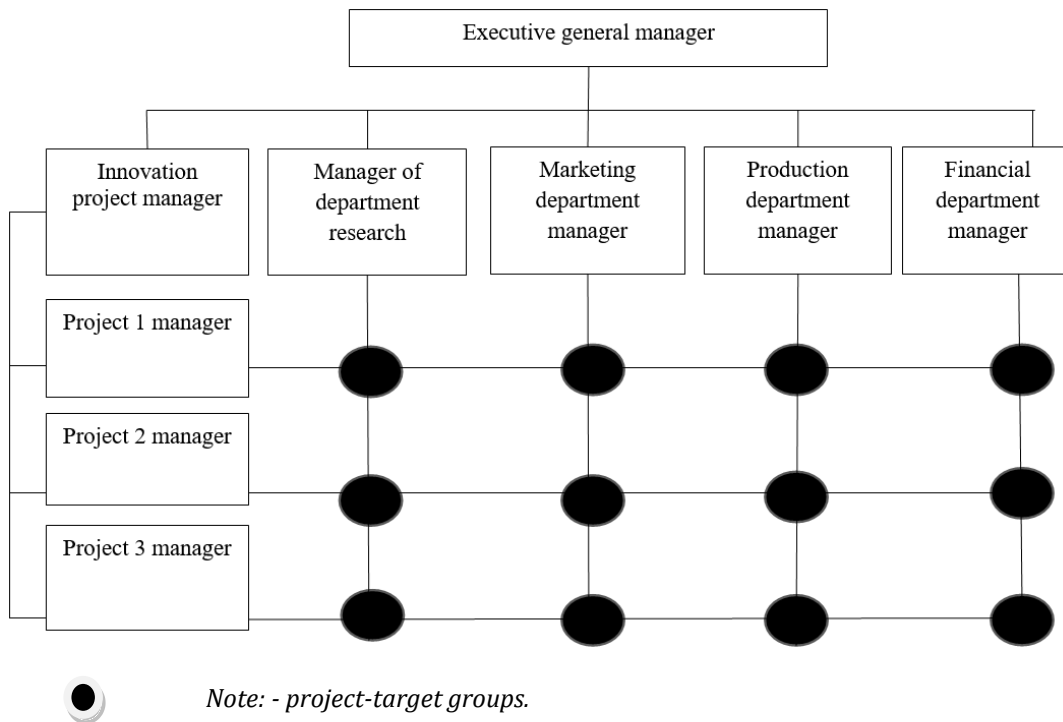 Executive general manager
Innovation
project manager
Manager of
department
research
Marketing
department
manager
Production
department
manager
Financial
department
manager
Project 1 manager
Project 2 manager
Project 3 manager
Note: - project-target groups.